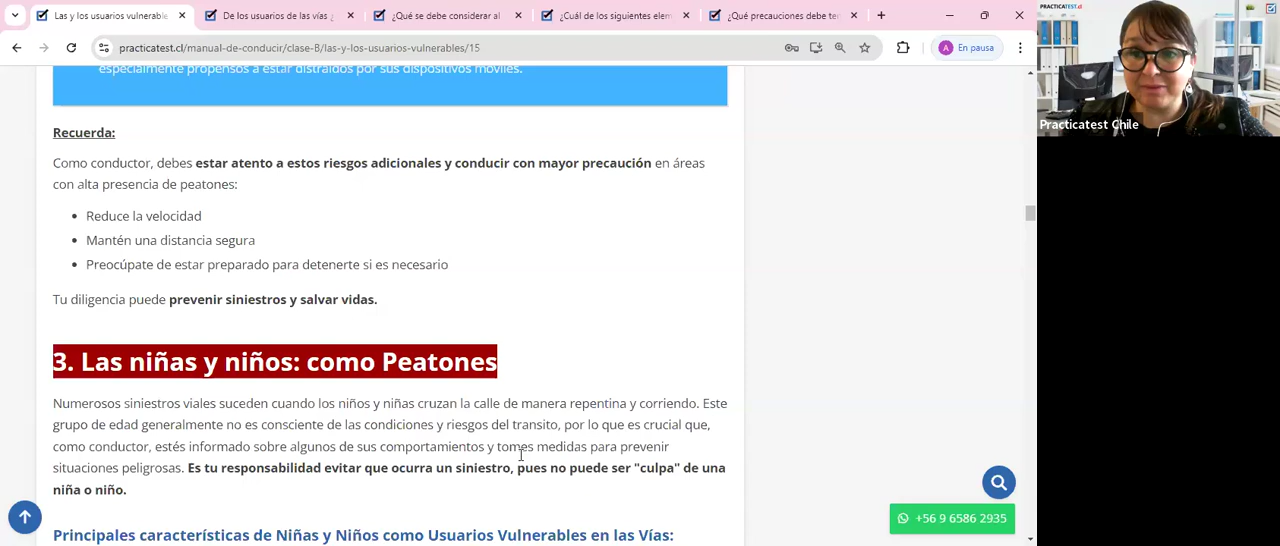 Las y los usuarios vulnerable
De los usuarios de las vías ¿
¿Qué se debe considerar al
¿Cuál de los siguientes elem
¿Qué precauciones debe te
practicatest.cl/manual-de-conducir/clase-B/las-y-los-usuarios-vulnerables/15
A
En pausa
PRACTICATEST.cl
Practicatest Chile
especialmente propensos a estar distraídos por sus dispositivos móviles.
Recuerda:
Como conductor, debes estar atento a estos riesgos adicionales y conducir con mayor precaución en áreas
con alta presencia de peatones:
• Reduce la velocidad
• Mantén una distancia segura
• Preocúpate de estar preparado para detenerte si es necesario
Tu diligencia puede prevenir siniestros y salvar vidas.
3. Las niñas y niños: como Peatones
Numerosos siniestros viales suceden cuando los niños y niñas cruzan la calle de manera repentina y corriendo. Este
grupo de edad generalmente no es consciente de las condiciones y riesgos del transito, por lo que es crucial que,
como conductor, estés informado sobre algunos de sus comportamientos y tomes medidas para prevenir
situaciones peligrosas. Es tu responsabilidad evitar que ocurra un siniestro, pues no puede ser "culpa" de una
niña o niño.
+56 9 6586 2935
Principales características de Niñas y Niños como Usuarios Vulnerables en las Vías: